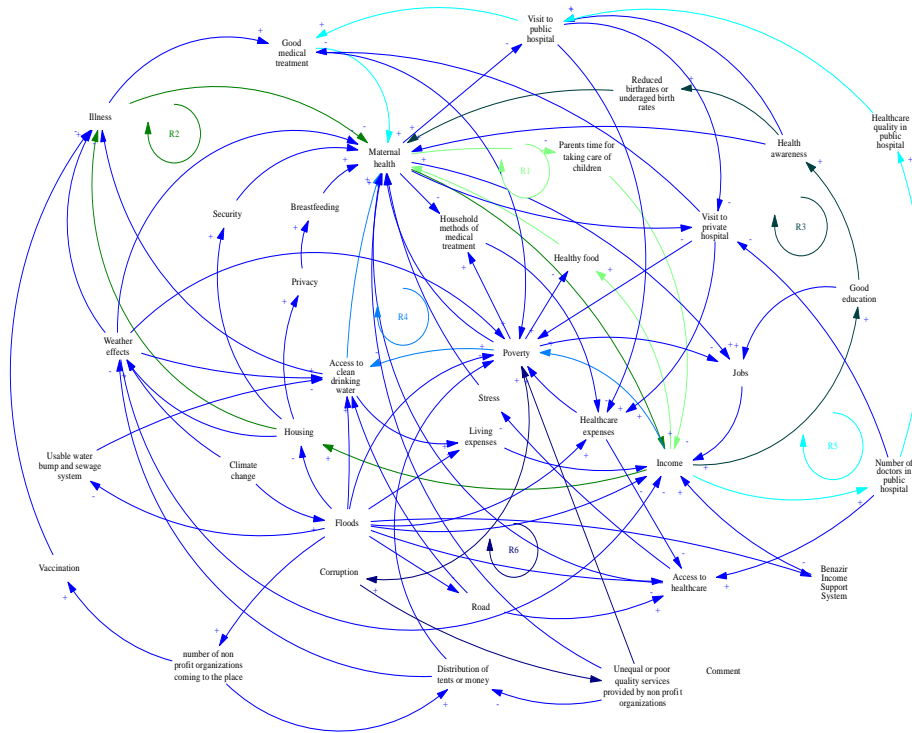 Visit to
public
hospital
Good
medical
treatment
Reduced
birthrates or
underaged birth
rates
Illness
R2
Healthcare
quality in
public
hospital
Maternal
health
Parents time for
taking care of
children
Health
awareness
R1
Security
Breastfeeding
Household
methods of
medical
treatment
Visit to
private
hospital
R3
Healthy food
Privacy
Good
education
R4
Weather
effects
Poverty
Access to
clean
drinking
water
Jobs
Stress
Housing
Living
expenses
Healthcare
expenses
R5
Usable water
bump and sewage
system
Climate
change
Income
Number of
doctors in
public
hospital
Floods
R6
Vaccination
Corruption
Access to
healthcare
Benazir
Income
Support
System
Road
number of non
profit organizations
coming to the place
Distribution of
tents or money
Unequal or poor
quality services
provided by non profit
organizations
Comment